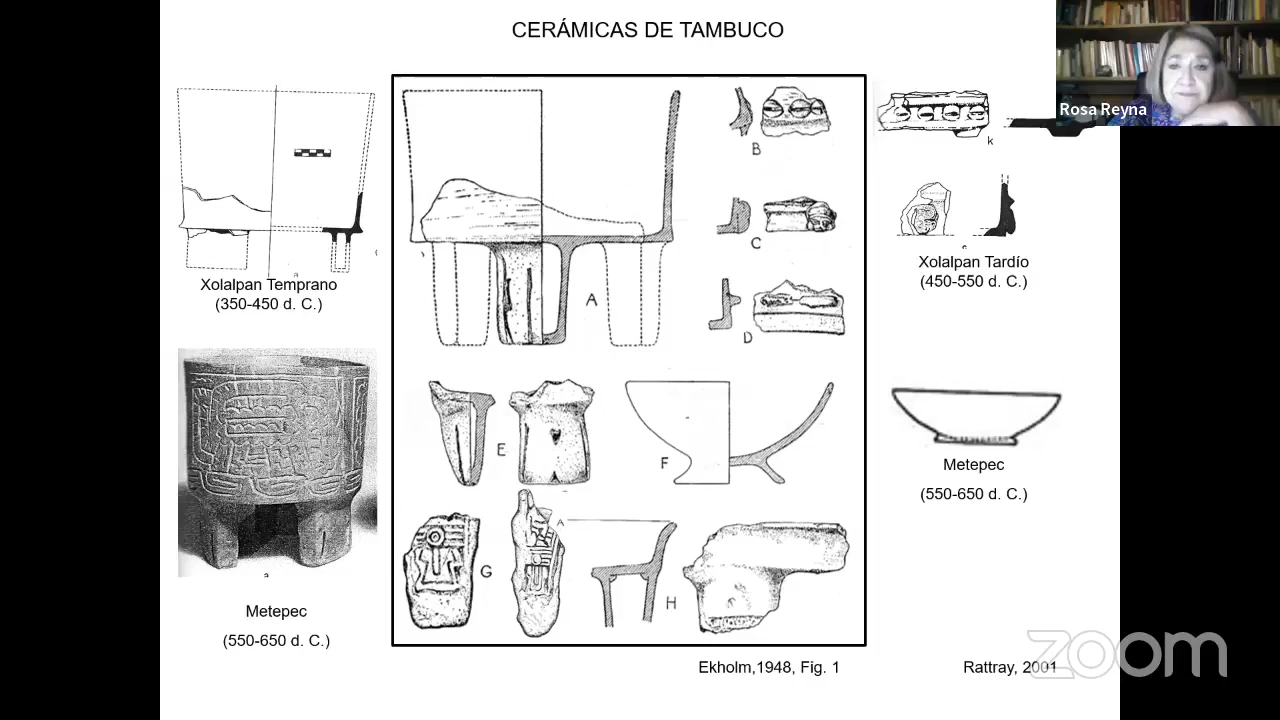 CERÁMICAS DE TAMBUCO
Rosa Reyna
Xolalpan Temprano
(350-450 d. C.)
Metepec
(550-650 d. C.)
A
B
C
D
E
F
G
A
H
a
k
Xolalpan Tardío
(450-550 d. C.)
Metepec
(550-650 d. C.)
Ekholm,1948, Fig. 1
Rattray, 2001
zoom